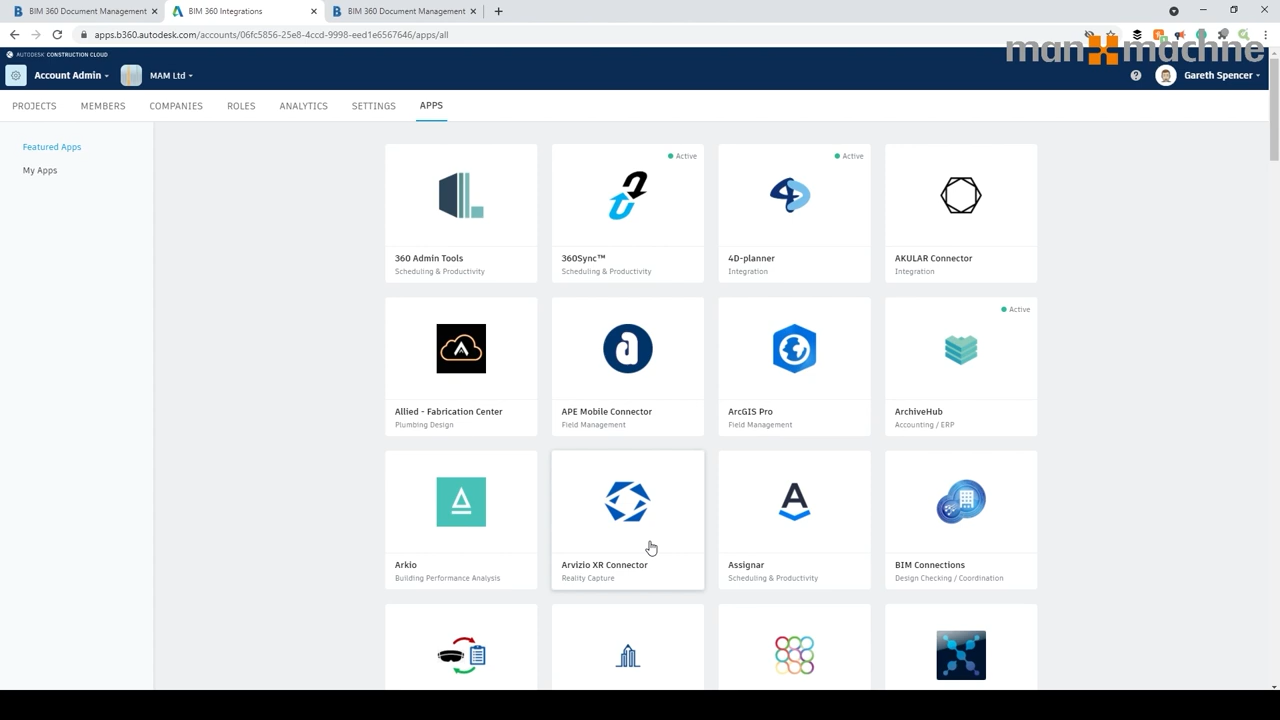 BIM 360 Document Management
BIM 360 Integrations
BIM 360 Document Management
apps.b360.autodesk.com/accounts/06fc5856-25e8-4ccd-9998-eed1e6567646/apps/all
AUTODESK CONSTRUCTION CLOUD
man machine
Account Admin
MAM Ltd
Gareth Spencer
PROJECTS
MEMBERS
COMPANIES
ROLES
ANALYTICS
SETTINGS
APPS
Featured Apps
My Apps
Active
Active
360 Admin Tools
Scheduling & Productivity
360Sync™
Scheduling & Productivity
4D-planner
Integration
AKULAR Connector
Integration
Active
Allied - Fabrication Center
Plumbing Design
APE Mobile Connector
Field Management
ArcGIS Pro
Field Management
ArchiveHub
Accounting / ERP
Arkio
Building Performance Analysis
Arvizio XR Connector
Reality Capture
Assignar
Scheduling & Productivity
BIM Connections
Design Checking / Coordination